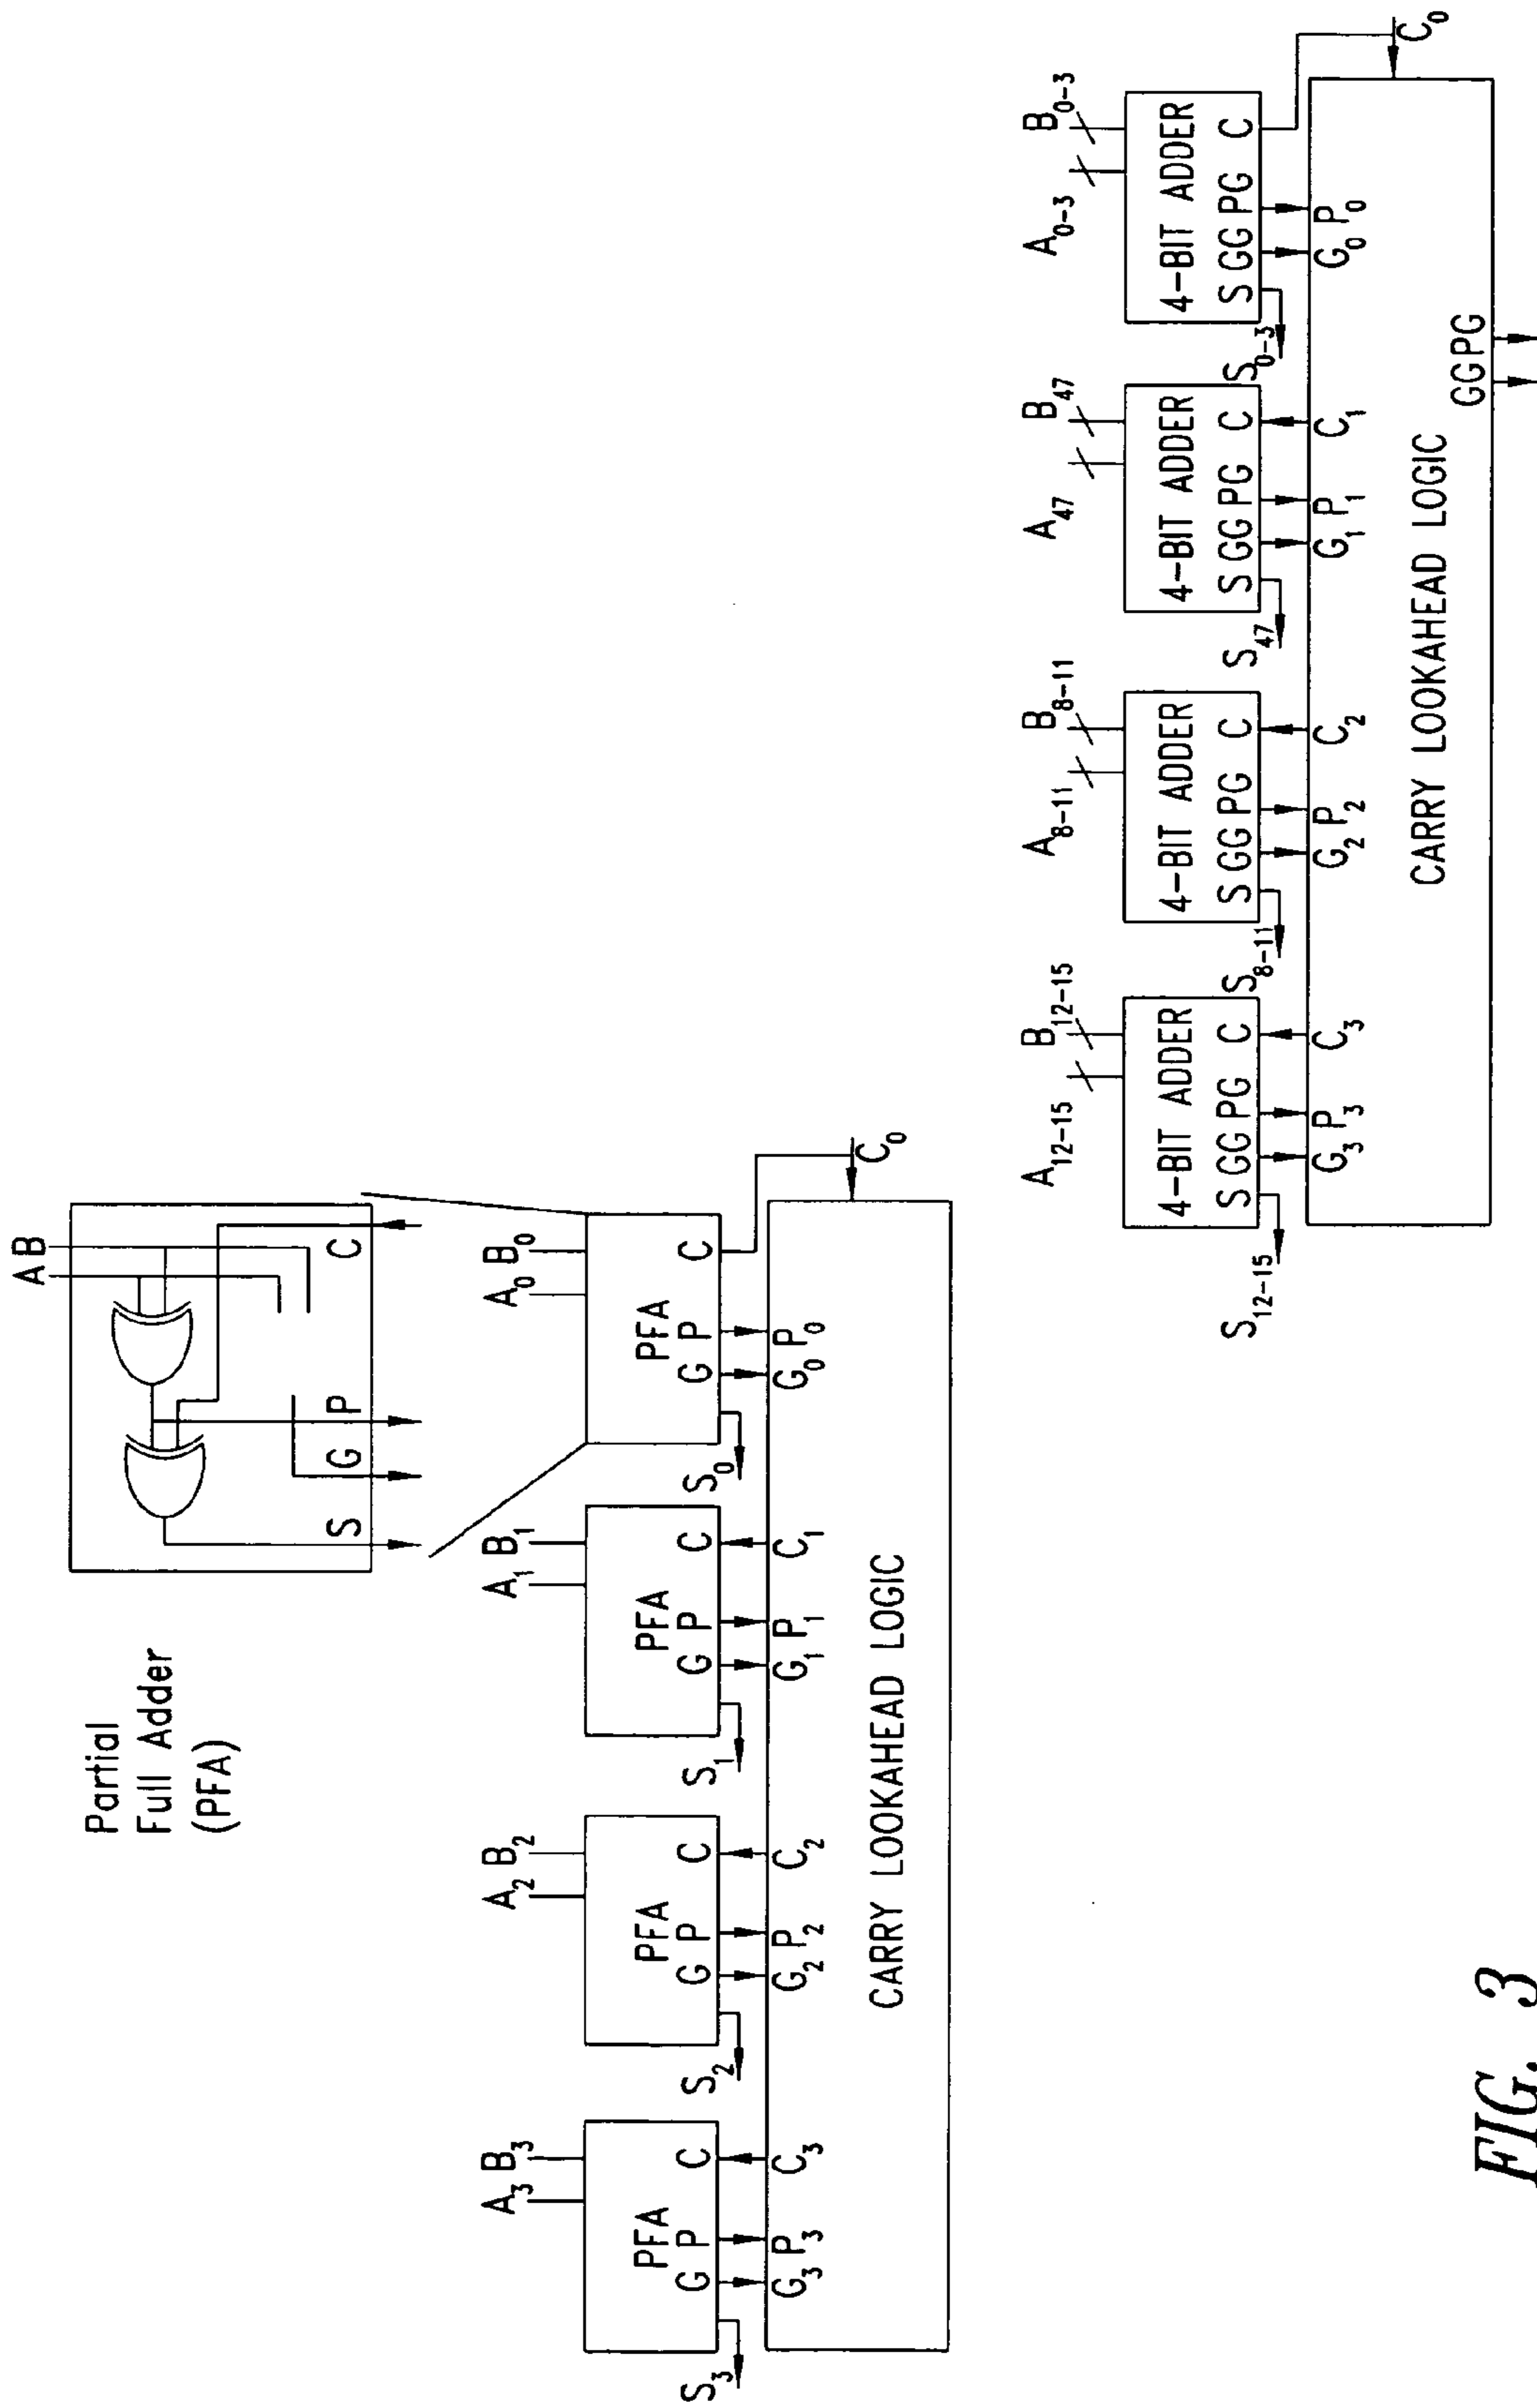 Partial
Full Adder
(PFA)
A B
S G P C
A₃ B₃ A₂ B₂ A₁ B₁ A₀ B₀
PFA PFA PFA PFA
G P C G P C G P C G P C
S₃ S₂ S₁ S₀
G₃ P₃ C₃ G₂ P₂ C₂ G₁ P₁ C₁ G₀ P₀
C₀
CARRY LOOKAHEAD LOGIC
A₁₂₋₁₅ B₁₂₋₁₅ A₈₋₁₁ B₈₋₁₁ A₄₇ B₄₇ A₀₋₃ B₀₋₃
4-BIT ADDER 4-BIT ADDER 4-BIT ADDER 4-BIT ADDER
S GG PG C S GG PG C S GG PG C S GG PG C
S₁₂₋₁₅ S₈₋₁₁ S₄₇ S₀₋₃
G₃ P₃ C₃ G₂ P₂ C₂ G₁ P₁ C₁ G₀ P₀
C₀
CARRY LOOKAHEAD LOGIC
GG PG
FIG. 3